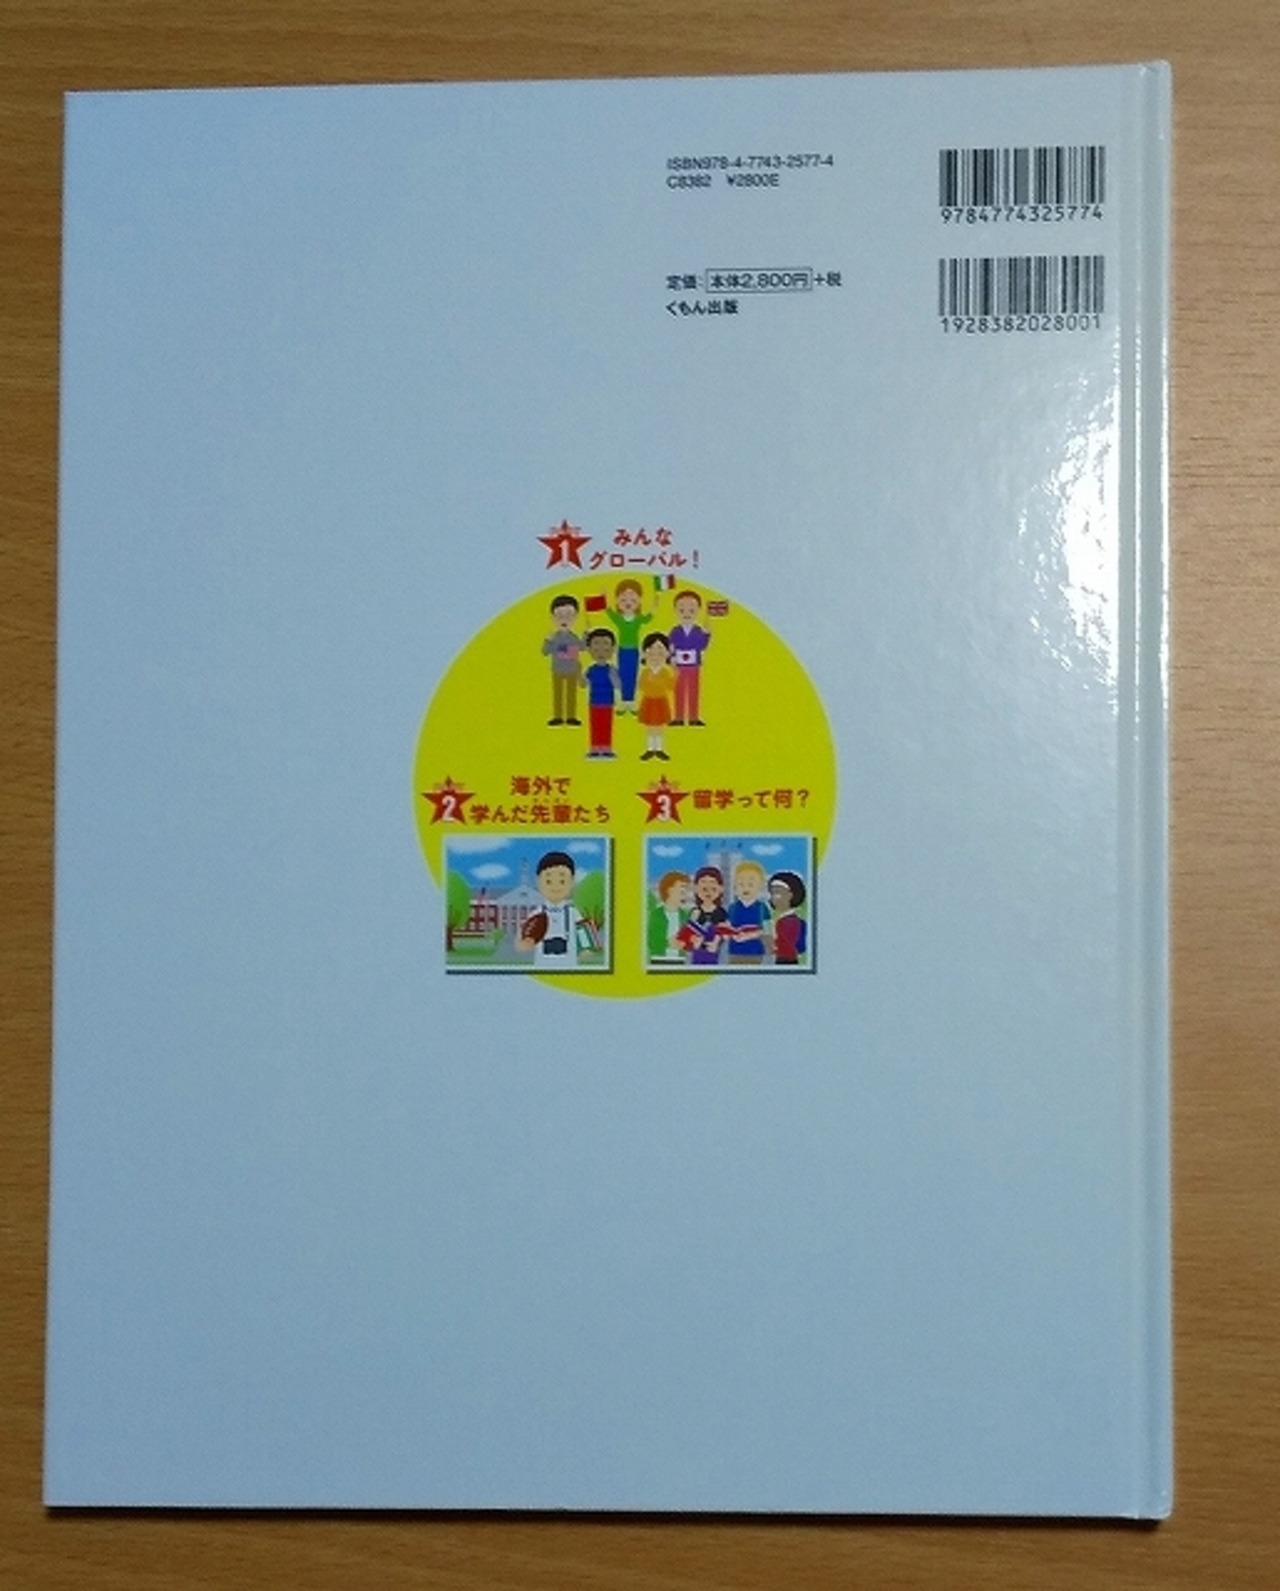 ISBN978-4-7743-2577-4
C8382 ¥2800E
9784774325774
定価:本体2,800円+税
くもん出版
1928382028001
1 みんな
グローバル!
2 海外で
学んだ先輩たち
3 留学って何?